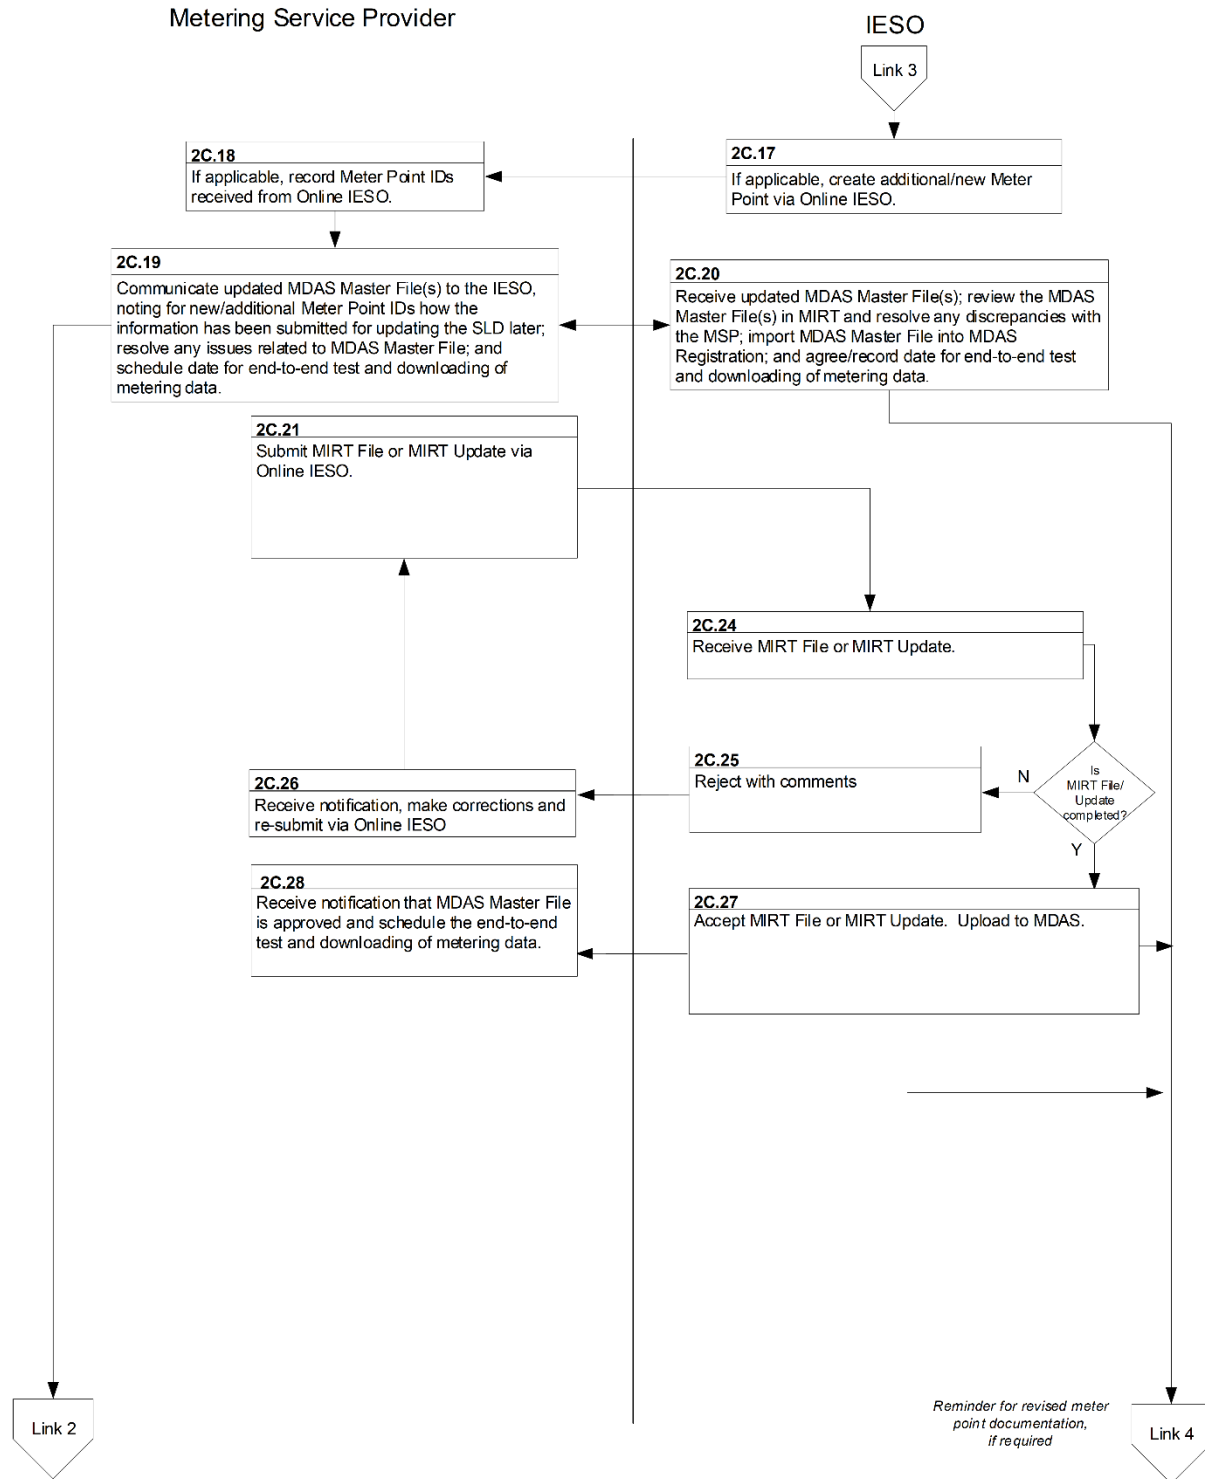 Metering Service Provider
IESO
Link 3
2C.18
If applicable, record Meter Point IDs
received from Online IESO.
2C.17
If applicable, create additional/new Meter
Point via Online IESO.
2C.19
Communicate updated MDAS Master File(s) to the IESO,
noting for new/additional Meter Point IDs how the
information has been submitted for updating the SLD later;
resolve any issues related to MDAS Master File; and
schedule date for end-to-end test and downloading of
metering data.
2C.20
Receive updated MDAS Master File(s); review the MDAS
Master File(s) in MIRT and resolve any discrepancies with
the MSP; import MDAS Master File into MDAS
Registration; and agree/record date for end-to-end test
and downloading of metering data.
2C.21
Submit MIRT File or MIRT Update via
Online IESO.
2C.24
Receive MIRT File or MIRT Update.
2C.25
Reject with comments
N
Is
MIRT File/
Update
completed?
Y
2C.26
Receive notification, make corrections and
re-submit via Online IESO
2C.28
Receive notification that MDAS Master File
is approved and schedule the end-to-end
test and downloading of metering data.
2C.27
Accept MIRT File or MIRT Update.  Upload to MDAS.
Link 2
Reminder for revised meter
point documentation,
if required
Link 4